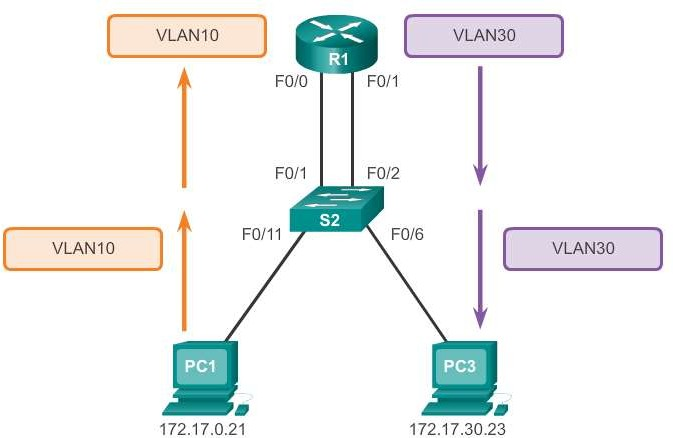 VLAN10
VLAN30
R1
F0/0
F0/1
F0/1
F0/2
S2
F0/11
F0/6
VLAN10
VLAN30
PC1
PC3
172.17.0.21
172.17.30.23